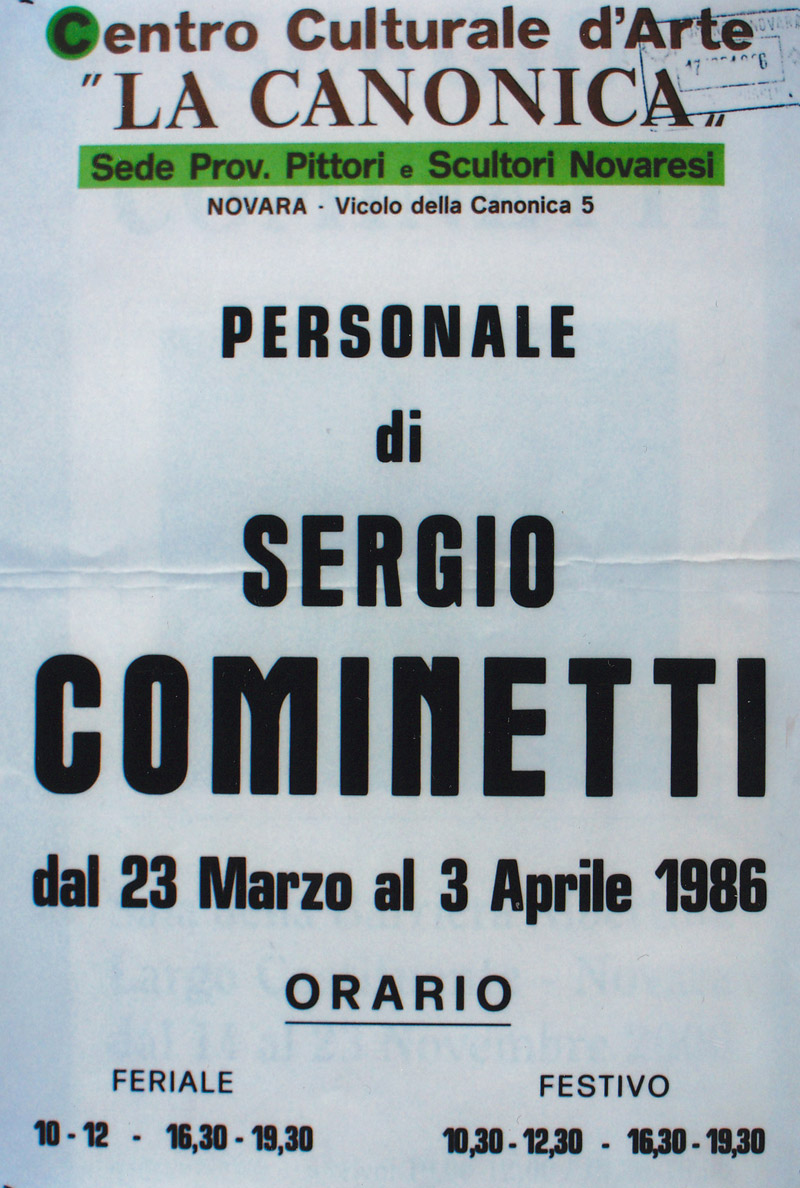 Centro Culturale d'Arte
"LA CANONICA"
Sede Prov. Pittori e Scultori Novaresi
NOVARA - Vicolo della Canonica 5
PERSONALE
di
SERGIO
COMINETTI
dal 23 Marzo al 3 Aprile 1986
ORARIO
FERIALE
10-12 - 16,30-19,30
FESTIVO
10,30-12,30 - 16,30-19,30